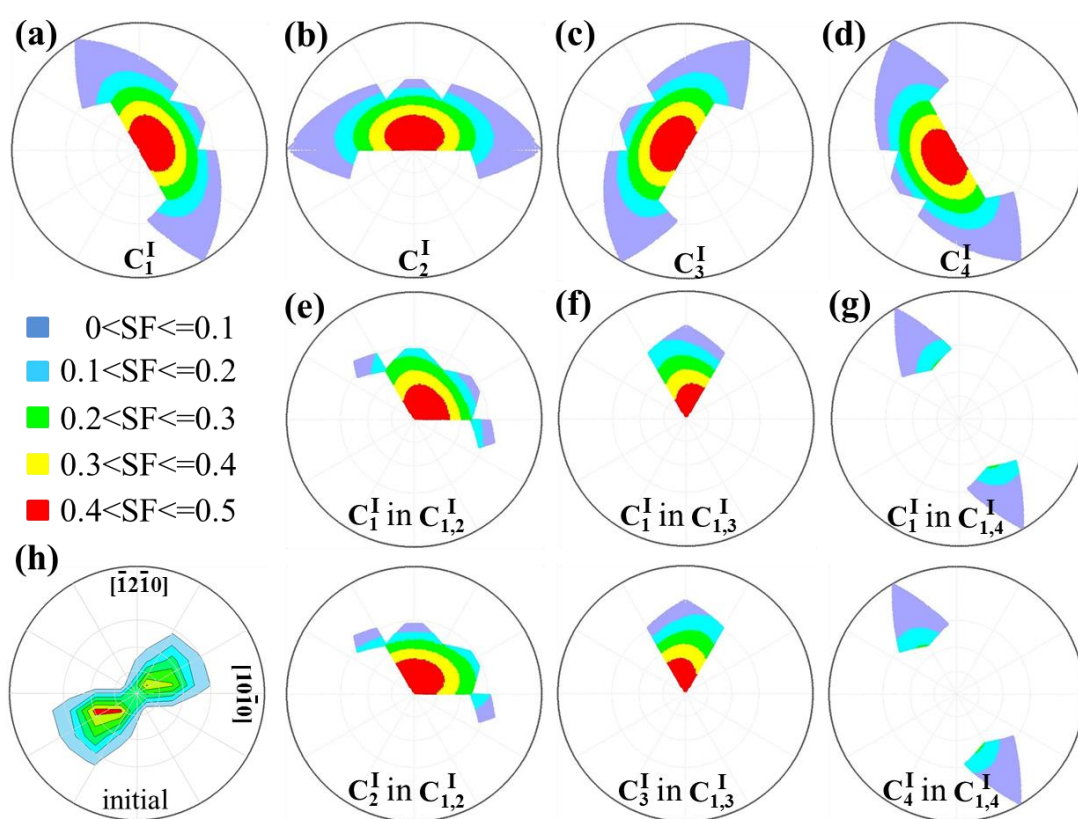 (a) (b) (c) (d)
C₁ᴵ C₂ᴵ C₃ᴵ C₄ᴵ
0<SF<=0.1
0.1<SF<=0.2
0.2<SF<=0.3
0.3<SF<=0.4
0.4<SF<=0.5
(e) (f) (g)
C₁ᴵ in C₁,₂ᴵ C₁ᴵ in C₁,₃ᴵ C₁ᴵ in C₁,₄ᴵ
(h)
[1̄21̄0]
[101̄0]
initial
C₂ᴵ in C₁,₂ᴵ C₃ᴵ in C₁,₃ᴵ C₄ᴵ in C₁,₄ᴵ